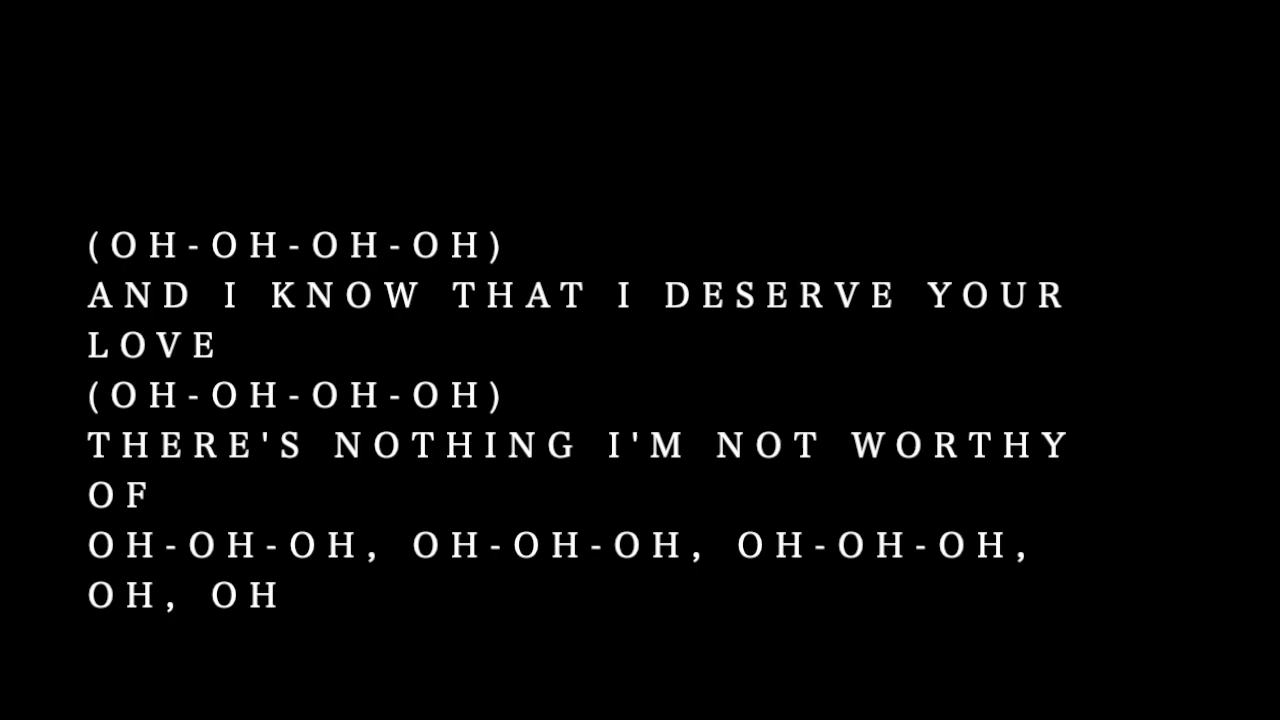 (OH-OH-OH-OH)
AND I KNOW THAT I DESERVE YOUR
LOVE
(OH-OH-OH-OH)
THERE'S NOTHING I'M NOT WORTHY
OF
OH-OH-OH, OH-OH-OH, OH-OH-OH,
OH, OH